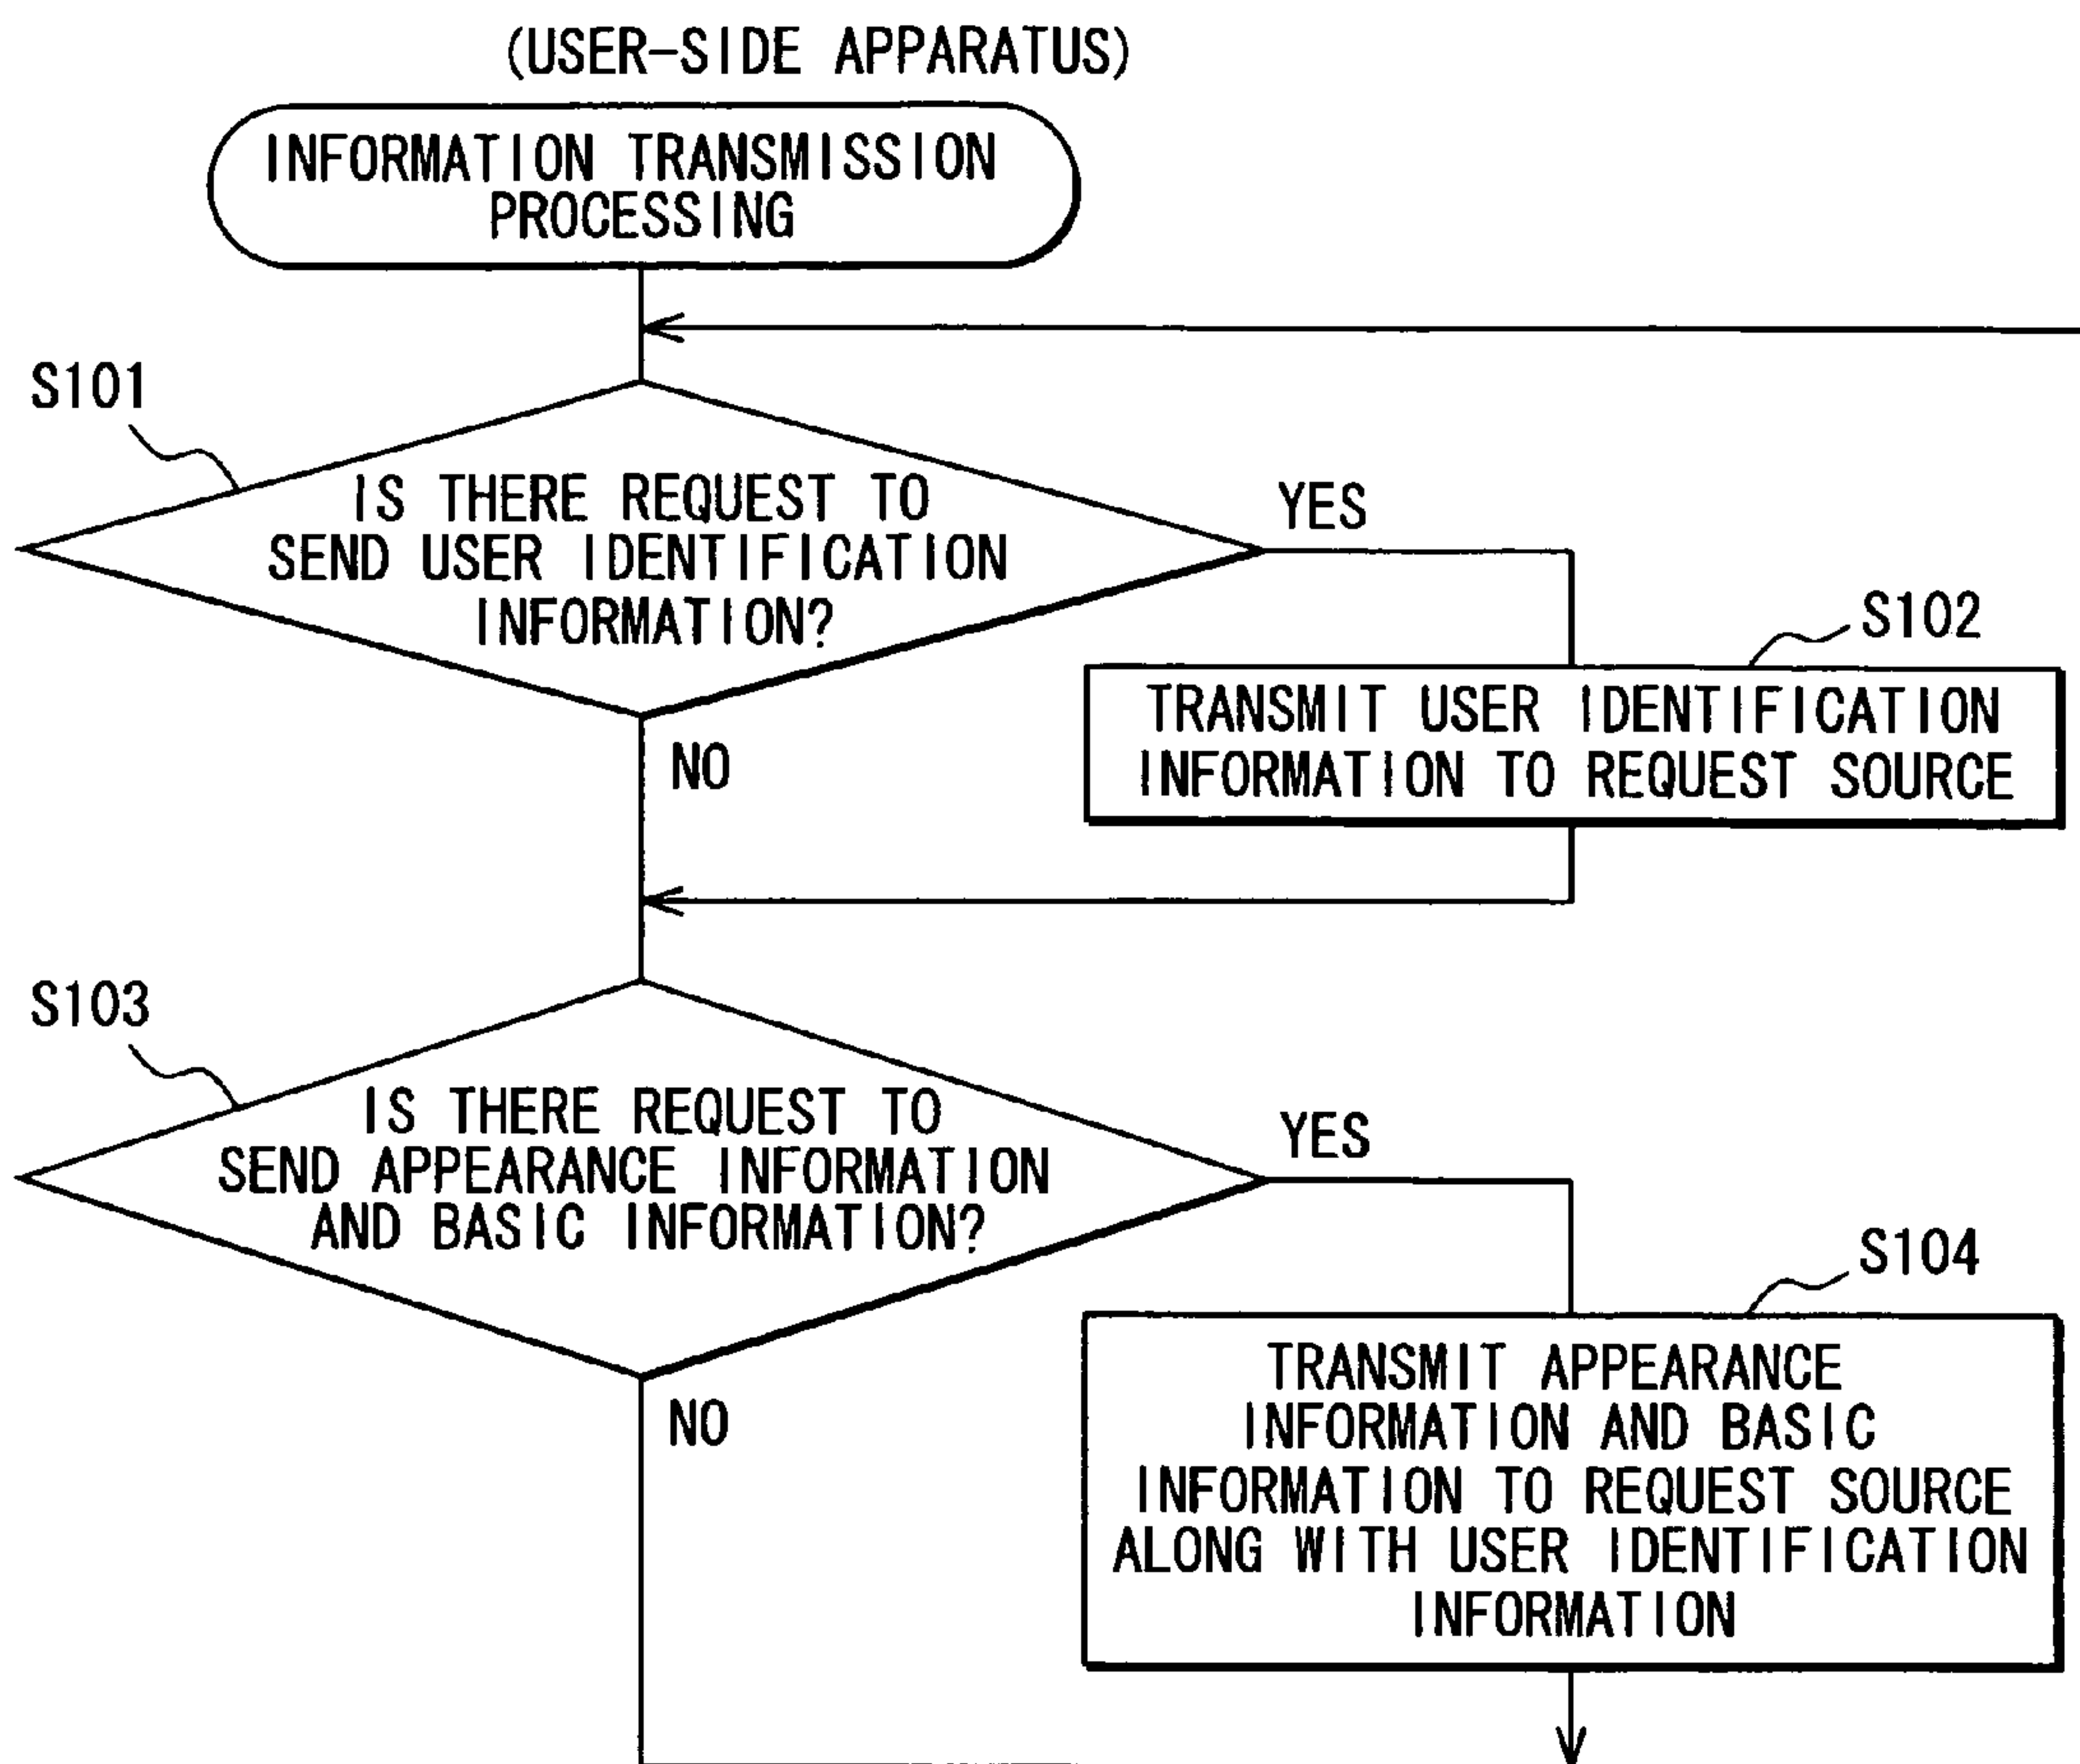 (USER-SIDE APPARATUS)
INFORMATION TRANSMISSION
PROCESSING
S101
IS THERE REQUEST TO
SEND USER IDENTIFICATION
INFORMATION?
YES
NO
S102
TRANSMIT USER IDENTIFICATION
INFORMATION TO REQUEST SOURCE
S103
IS THERE REQUEST TO
SEND APPEARANCE INFORMATION
AND BASIC INFORMATION?
YES
NO
S104
TRANSMIT APPEARANCE
INFORMATION AND BASIC
INFORMATION TO REQUEST SOURCE
ALONG WITH USER IDENTIFICATION
INFORMATION